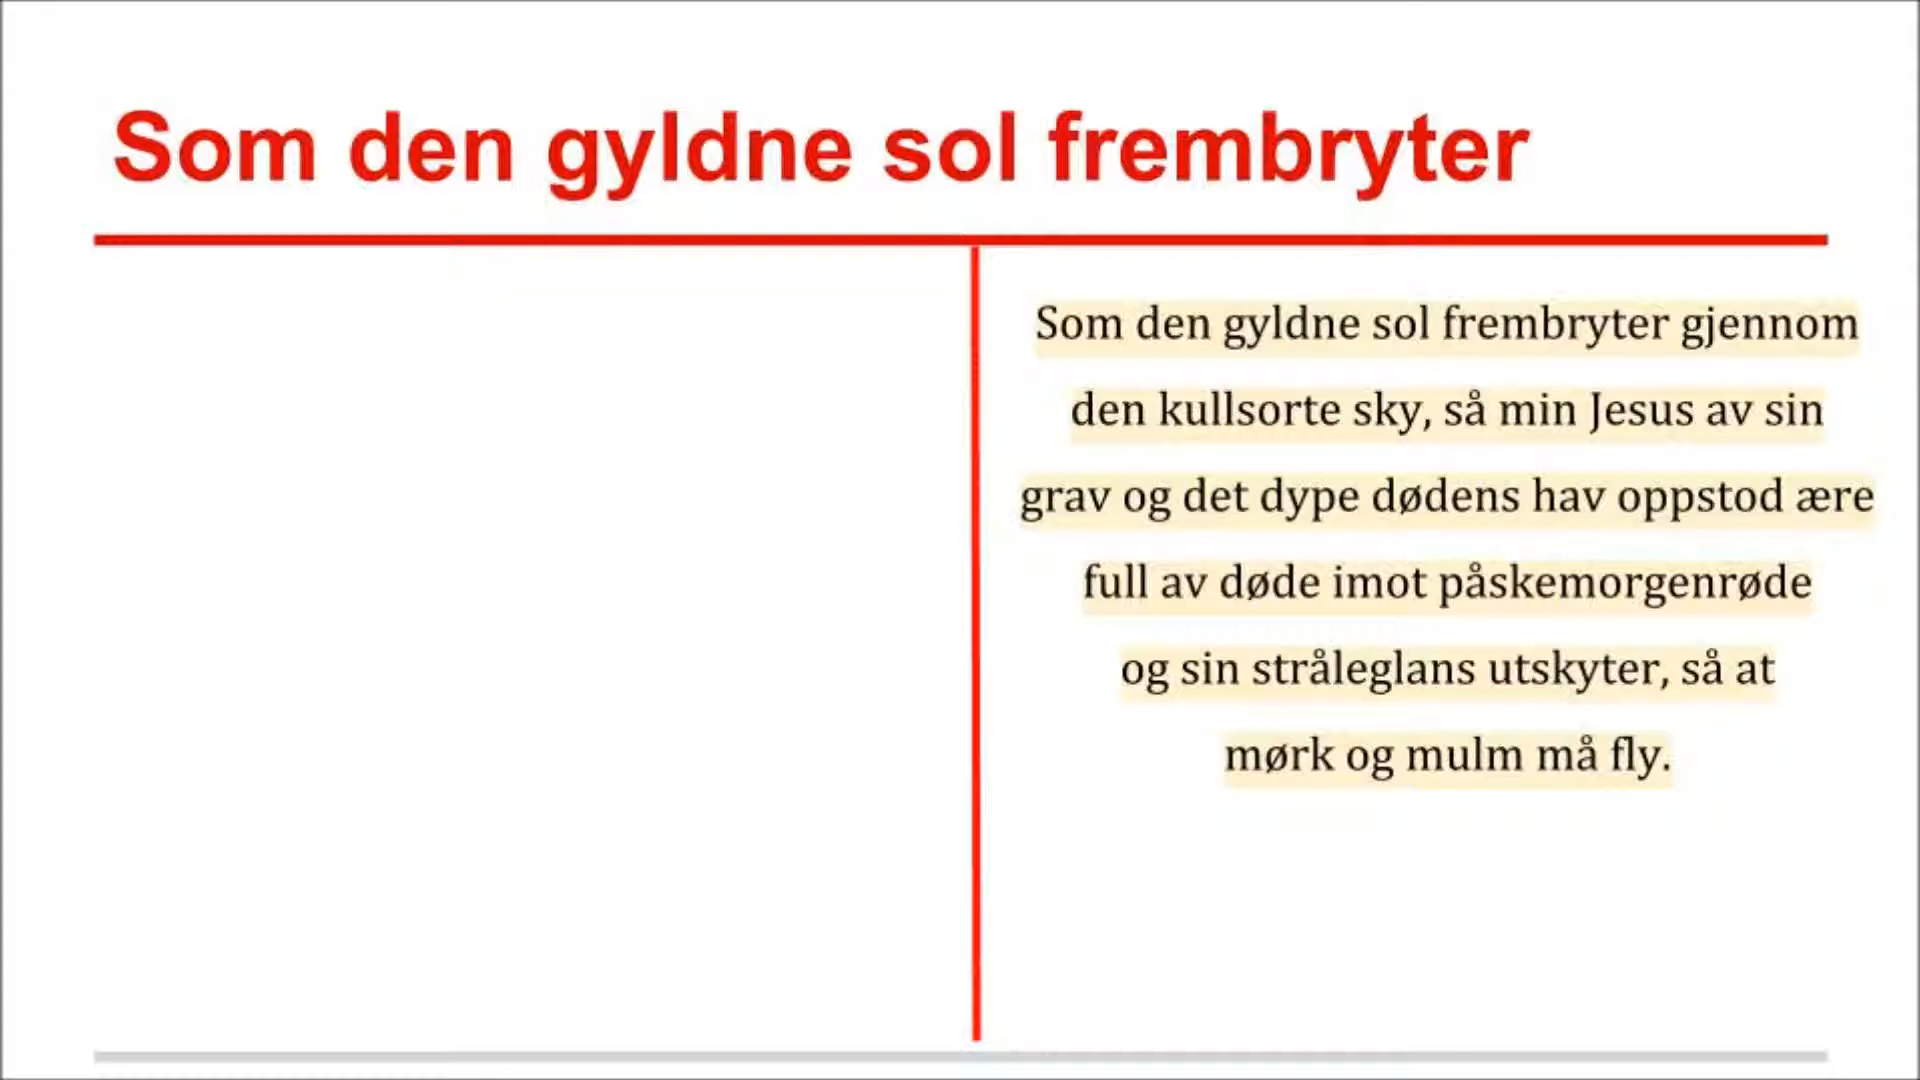 Som den gyldne sol frembryter
Som den gyldne sol frembryter gjennom
den kullsorte sky, så min Jesus av sin
grav og det dype dødens hav oppstod ære
full av døde imot påskemorgenrøde
og sin stråleglans utskyter, så at
mørk og mulm må fly.